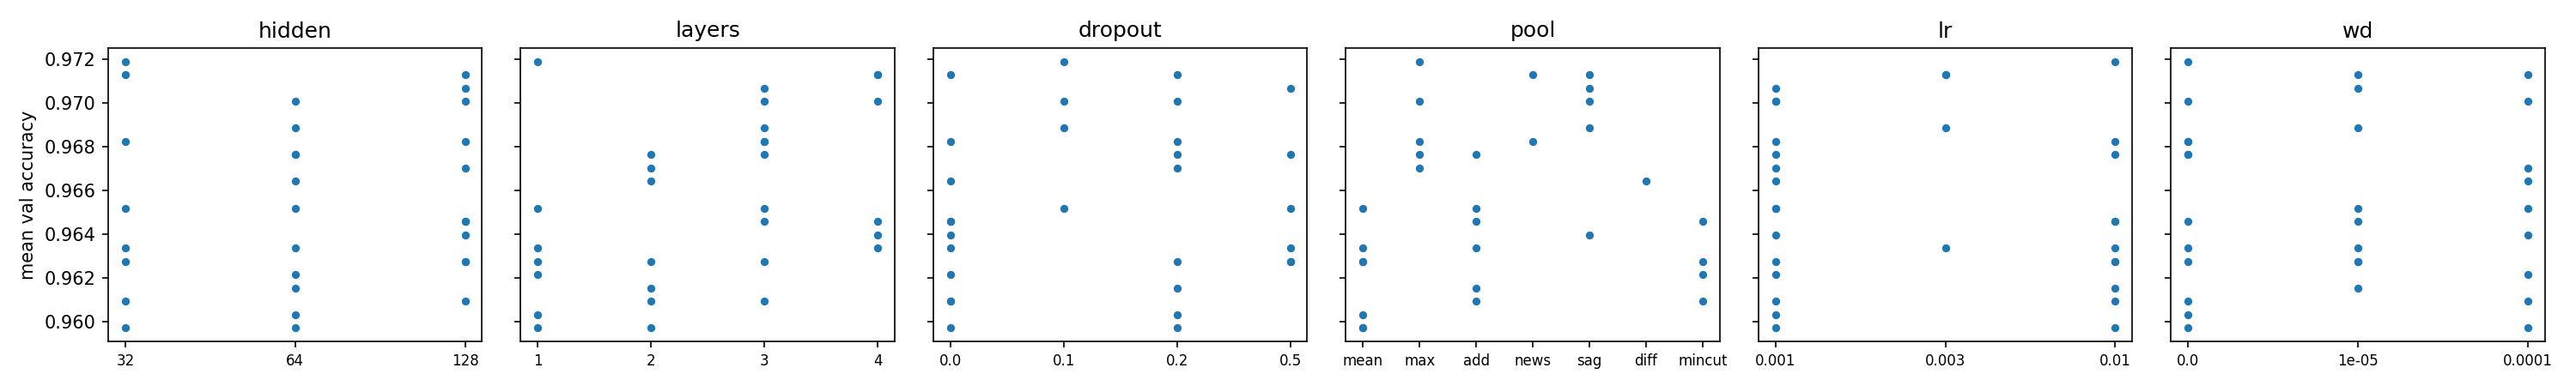 hidden
layers
dropout
pool
lr
wd
mean val accuracy
0.972
0.970
0.968
0.966
0.964
0.962
0.960
32 64 128
1 2 3 4
0.0 0.1 0.2 0.5
mean max add news sag diff mincut
0.001 0.003 0.01
0.0 1e-05 0.0001